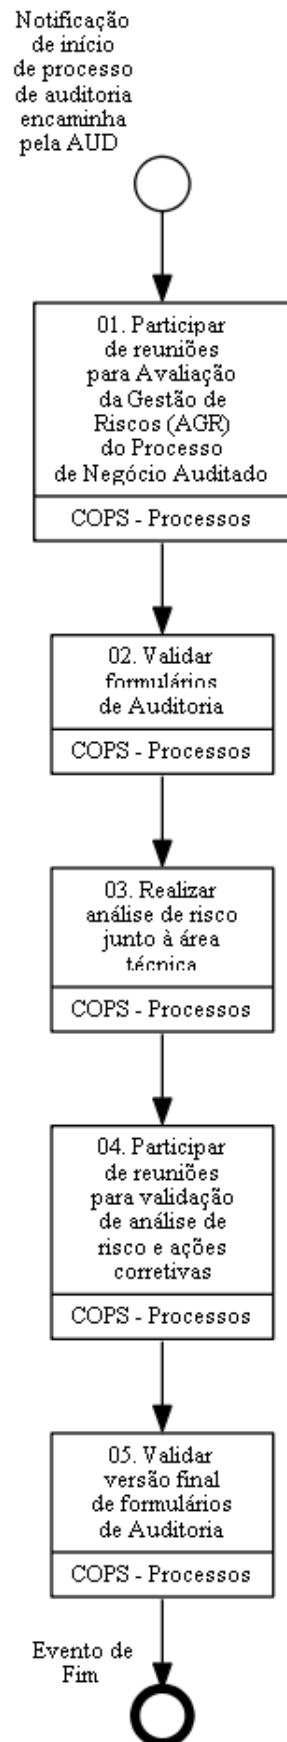 Notificação
de início
de processo
de auditoria
encaminha
pela AUD
01. Participar
de reuniões
para Avaliação
da Gestão de
Riscos (AGR)
do Processo
de Negócio Auditado
COPS - Processos
02. Validar
formulários
de Auditoria
COPS - Processos
03. Realizar
análise de risco
junto à área
técnica
COPS - Processos
04. Participar
de reuniões
para validação
de análise de
risco e ações
corretivas
COPS - Processos
05. Validar
versão final
de formulários
de Auditoria
COPS - Processos
Evento de
Fim